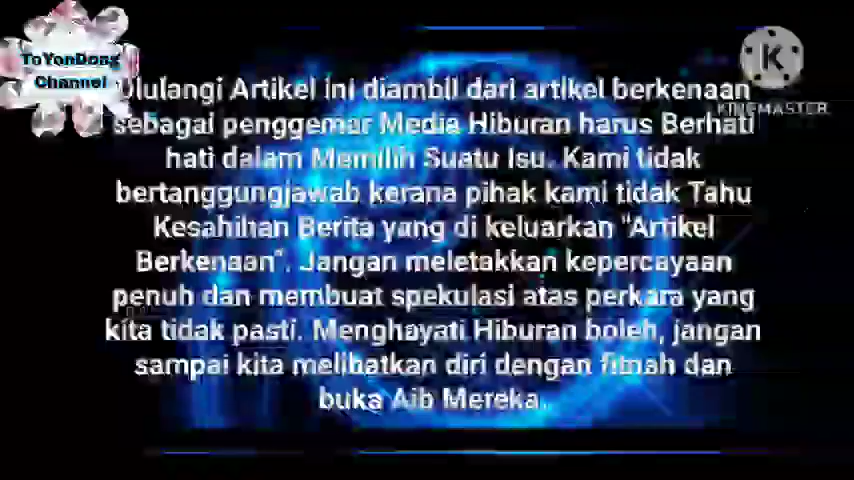 ToYonDong
Channel
KINEMASTER
Diulangi Artikel ini diambil dari artikel berkenaan
sebagai penggemar Media Hiburan harus Berhati
hati dalam Memilih Suatu Isu. Kami tidak
bertanggungjawab kerana pihak kami tidak Tahu
Kesahihan Berita yang di keluarkan "Artikel
Berkenaan". Jangan meletakkan kepercayaan
penuh dan membuat spekulasi atas perkara yang
kita tidak pasti. Menghayati Hiburan boleh, jangan
sampai kita melibatkan diri dengan fitnah dan
buka Aib Mereka.